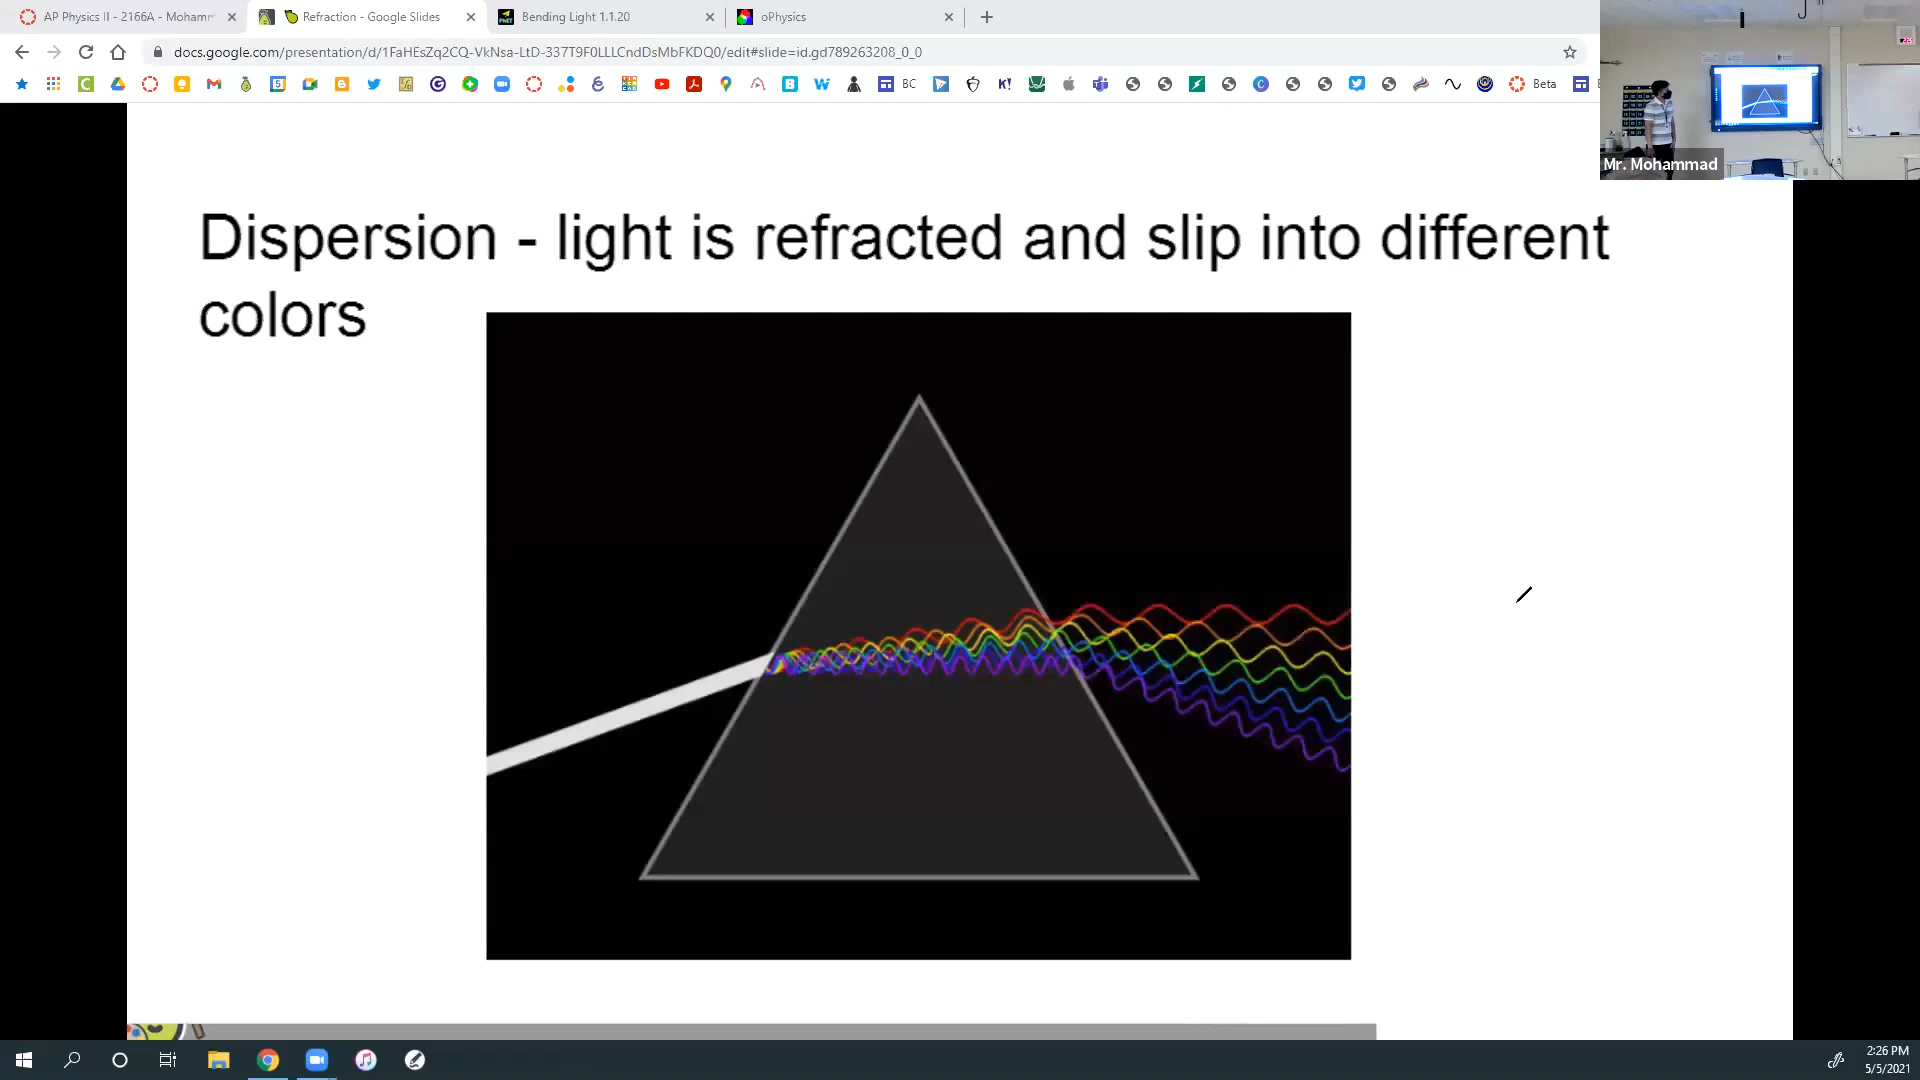 AP Physics II - 2166A - Mohamm
Refraction - Google Slides
Bending Light 1.1.20
oPhysics
docs.google.com/presentation/d/1FaHEsZq2CQ-VkNsa-LtD-337T9F0LLLCndDsMbFKDQ0/edit#slide=id.gd789263208_0_0
BC
Beta
Mr. Mohammad
Dispersion - light is refracted and slip into different
colors
2:26 PM
5/5/2021